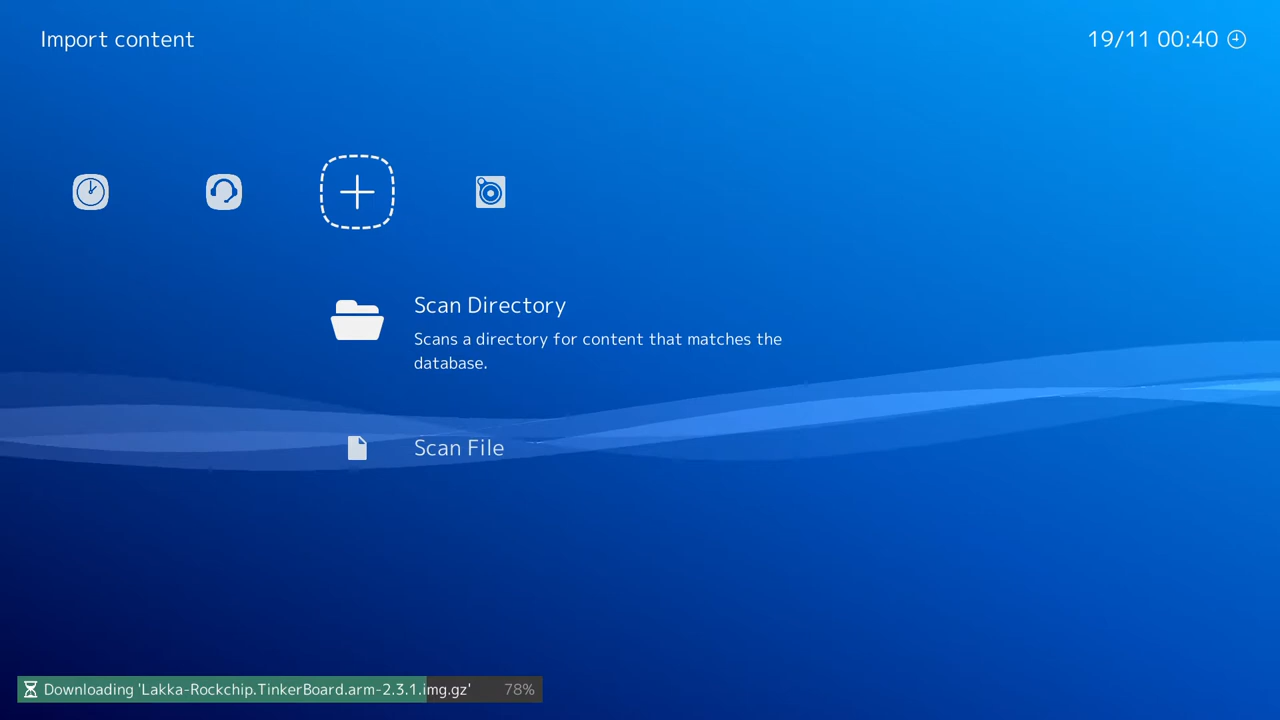 Import content
19/11 00:40
Scan Directory
Scans a directory for content that matches the
database.
Scan File
Downloading 'Lakka-Rockchip.TinkerBoard.arm-2.3.1.img.gz' 78%